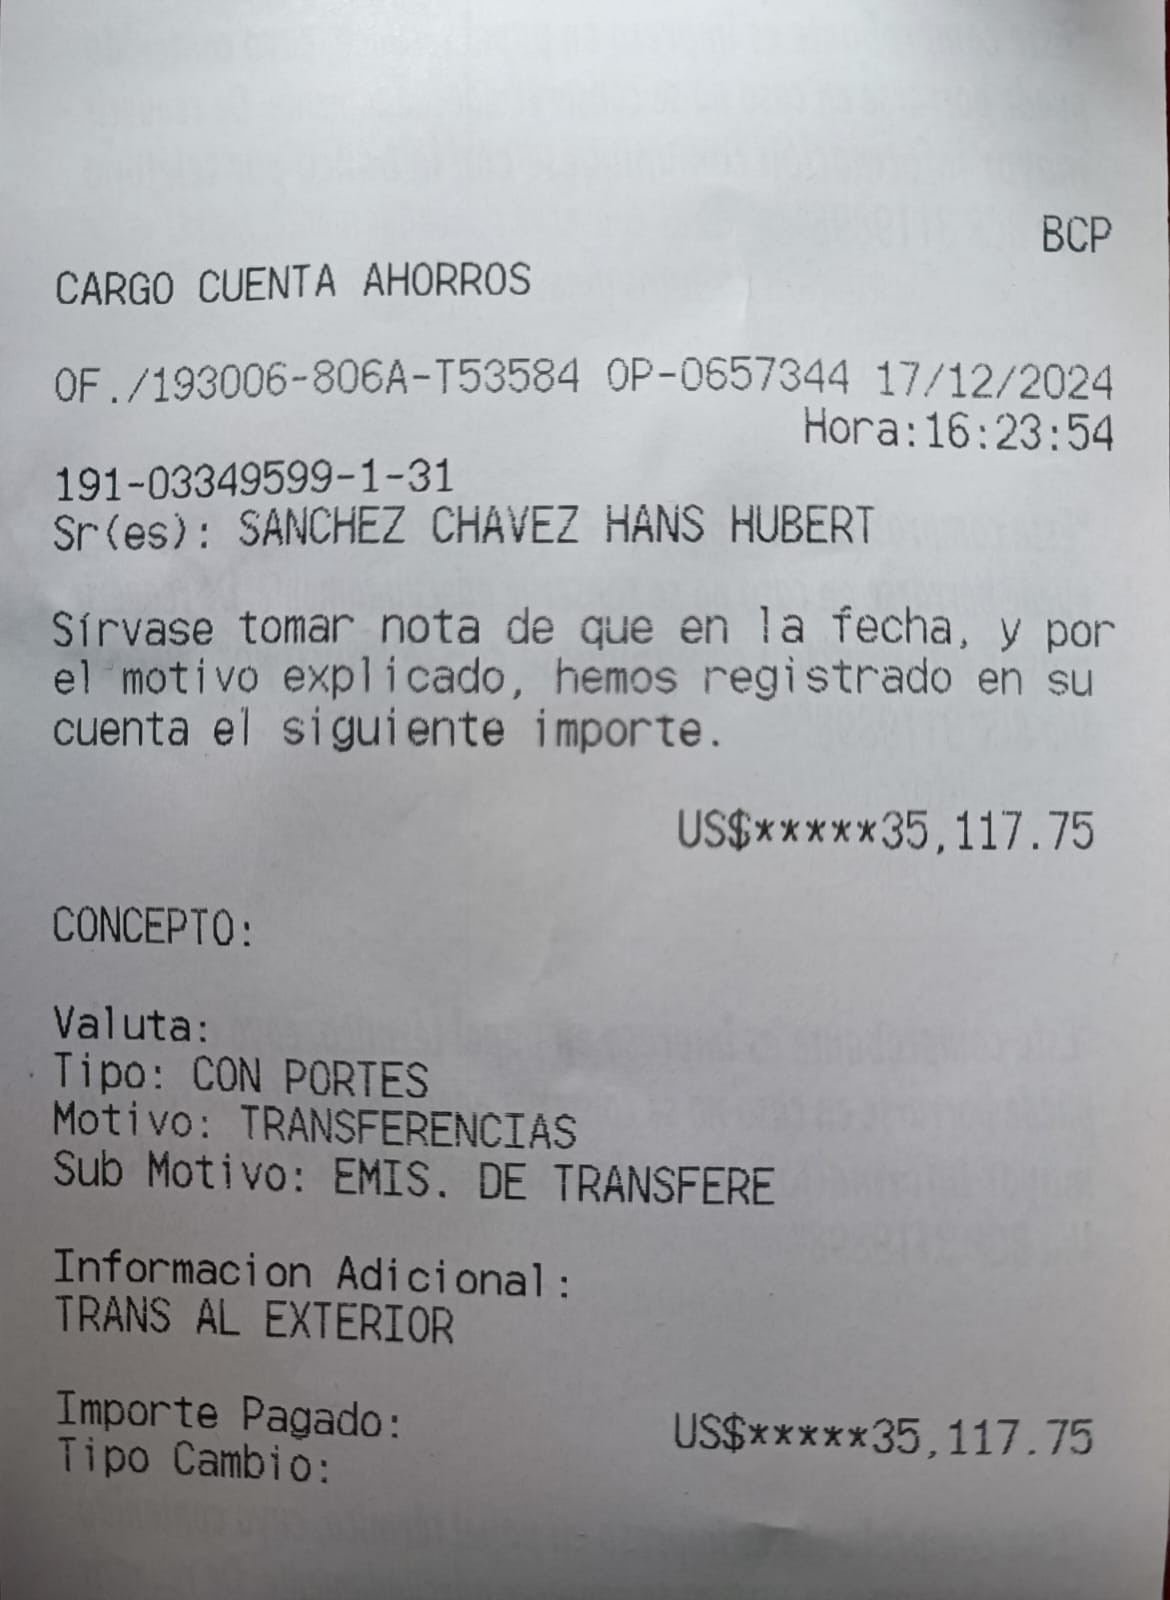 BCP
CARGO CUENTA AHORROS
OF./193006-806A-T53584 OP-0657344 17/12/2024
Hora:16:23:54
191-03349599-1-31
Sr(es): SANCHEZ CHAVEZ HANS HUBERT
Sírvase tomar nota de que en la fecha, y por
el motivo explicado, hemos registrado en su
cuenta el siguiente importe.
US$*****35,117.75
CONCEPTO:
Valuta:
Tipo: CON PORTES
Motivo: TRANSFERENCIAS
Sub Motivo: EMIS. DE TRANSFERE
Informacion Adicional:
TRANS AL EXTERIOR
Importe Pagado: US$*****35,117.75
Tipo Cambio: